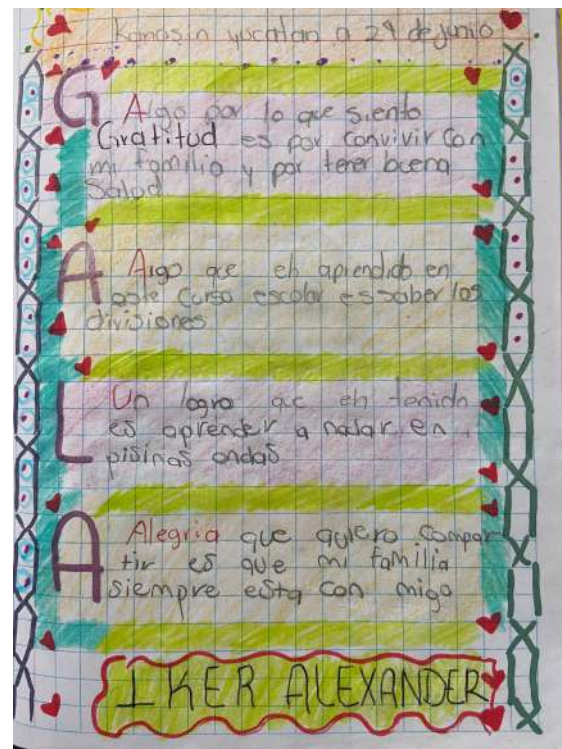 Kanasin yucatan a 29 de junio
G Algo por lo que siento
Gratitud es por convivir con
mi familia y por tener buena
Salud
A Algo que eh aprendido en
este curso escolar es saber las
divisiones
L Un logro que eh tenido
es aprender a nadar en
pisinas ondas
A Alegria que quiero compar
tir es que mi familia
siempre esta con migo
IKER ALEXANDER